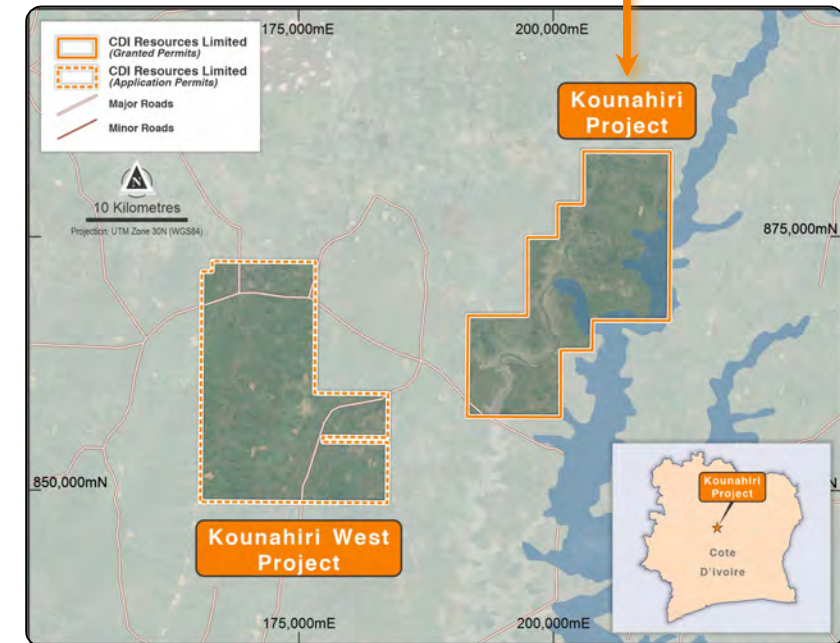 175,000mE
200,000mE
CDI Resources Limited
(Granted Permits)
CDI Resources Limited
(Application Permits)
Major Roads
Minor Roads
N
10 Kilometres
Projection: UTM Zone 30N (WGS84)
Kounahiri
Project
875,000mN
850,000mN
N
Kounahiri West
Project
Kounahiri
Project
Cote
D'ivoire
175,000mE
200,000mE